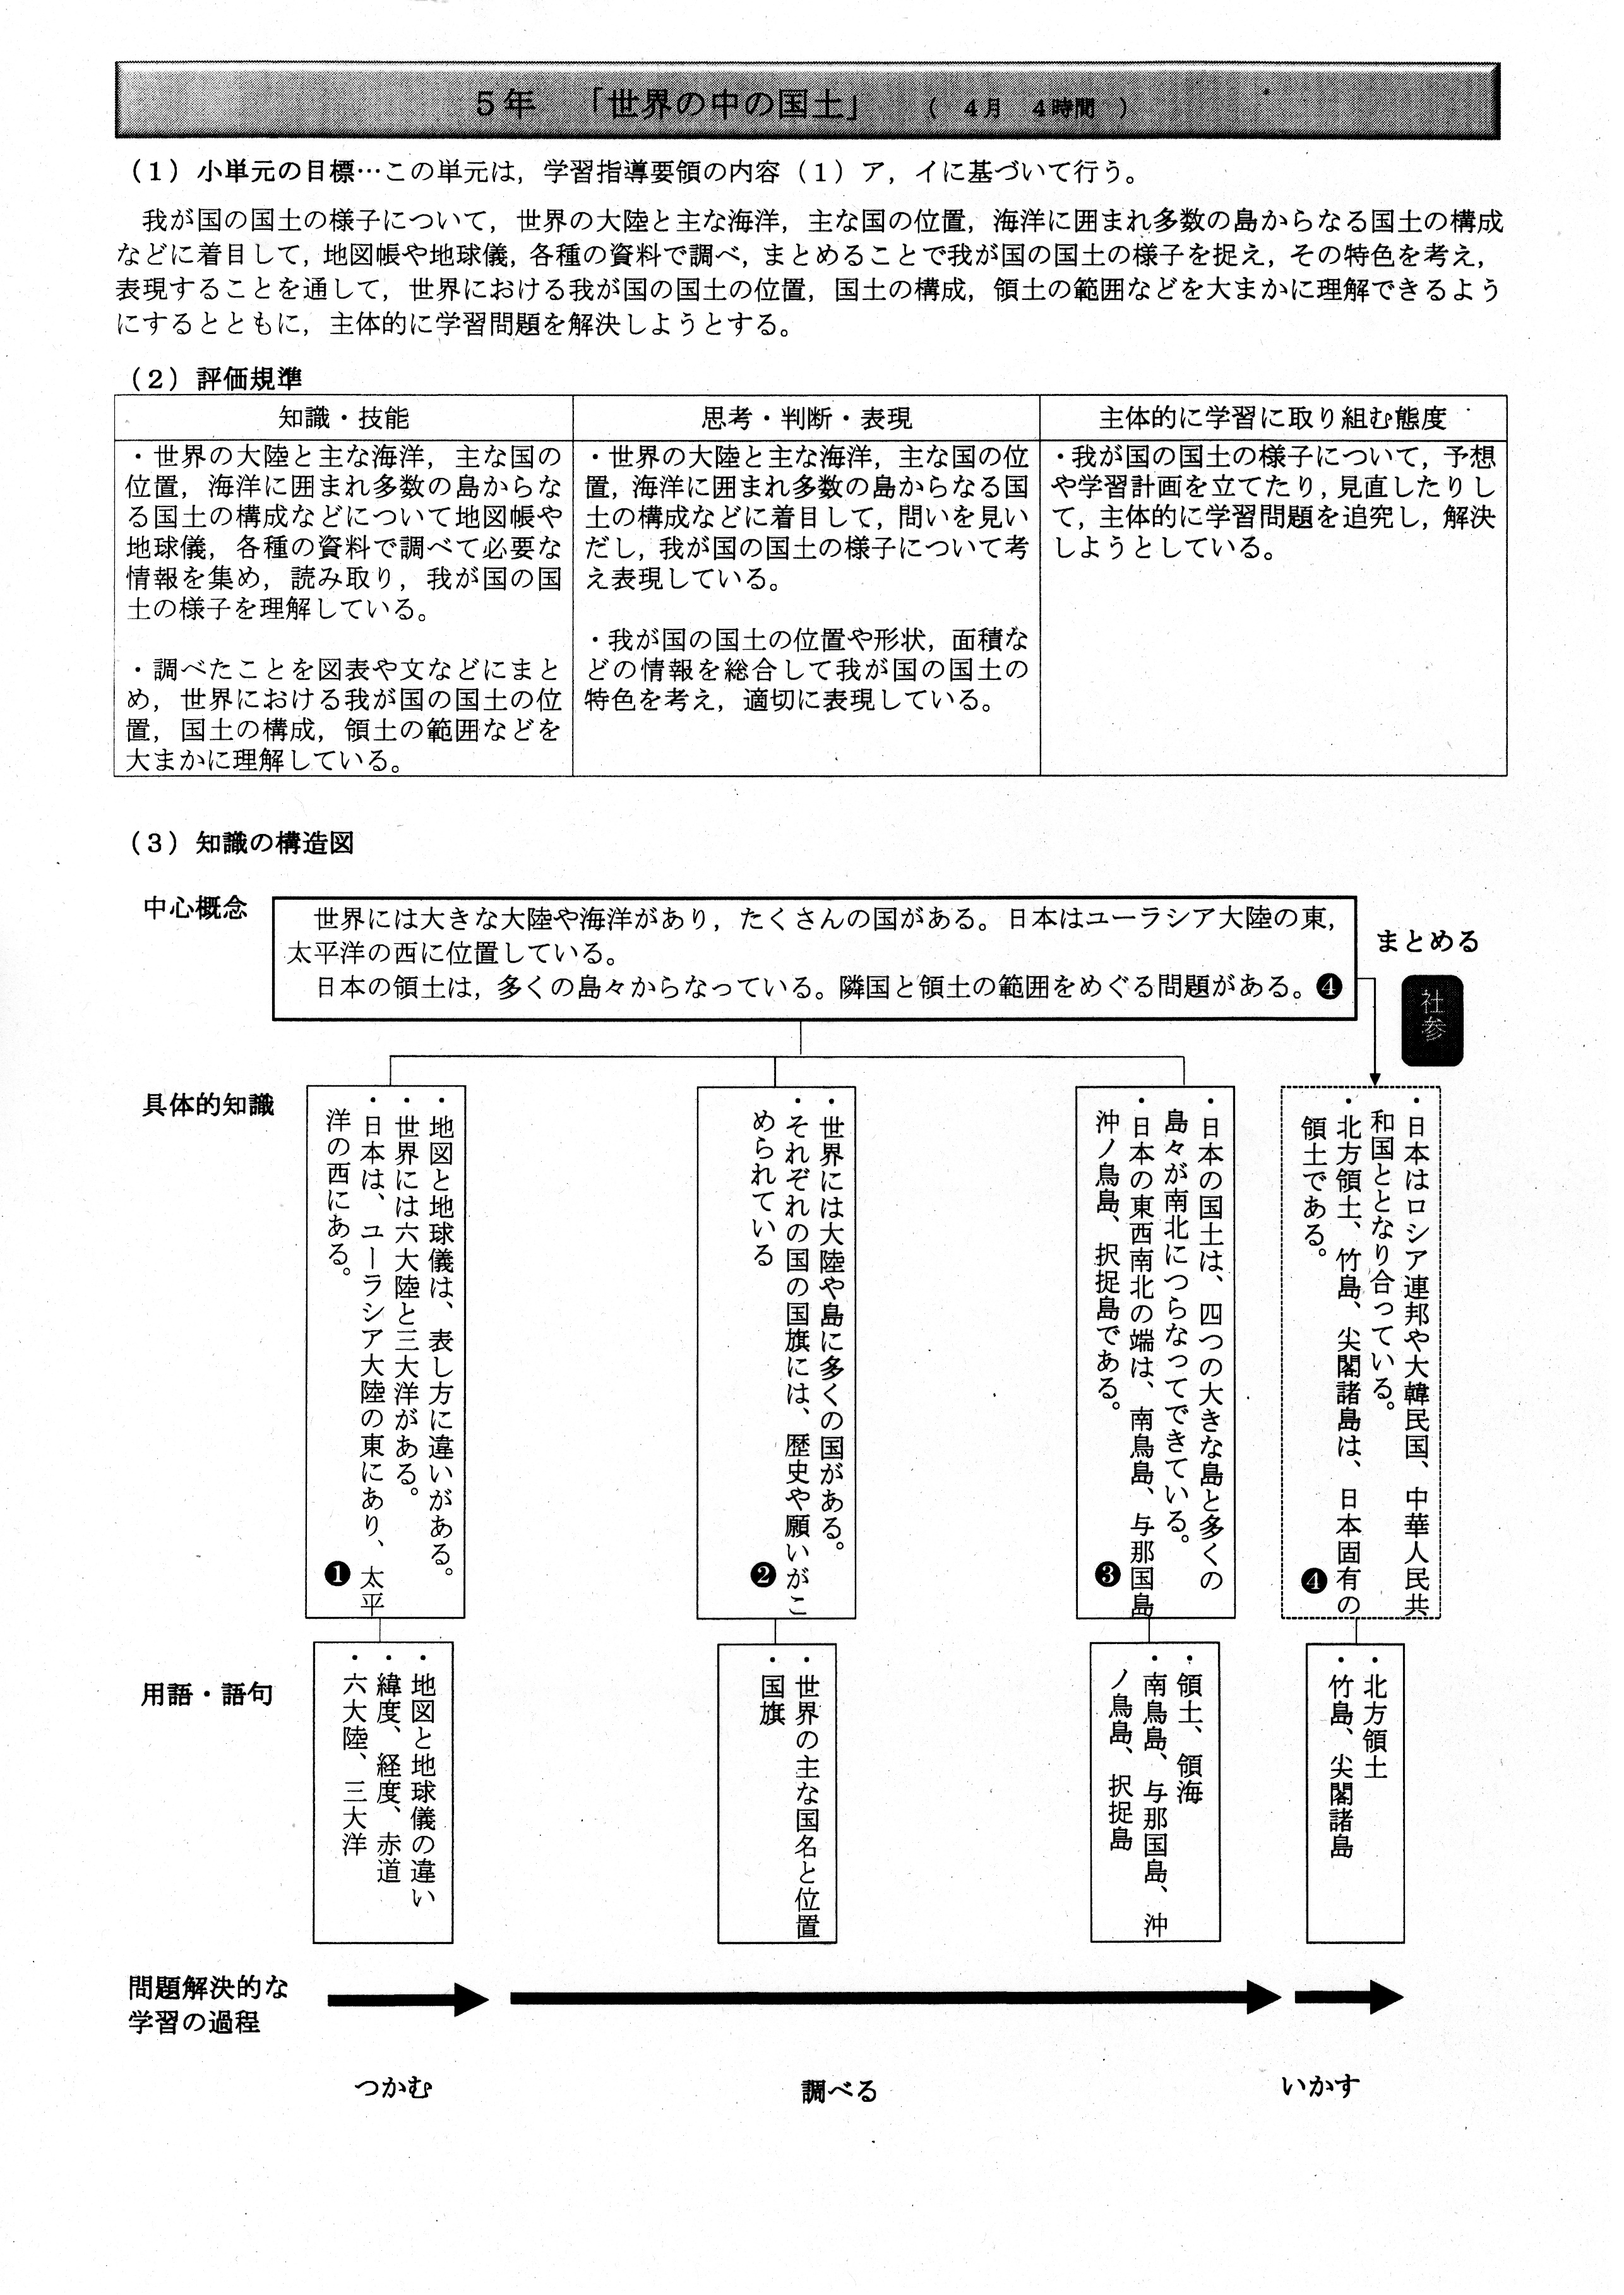 5年　「世界の中の国土」　（　4月　4時間　）
（1）小単元の目標…この単元は，学習指導要領の内容（1）ア，イに基づいて行う。
我が国の国土の様子について，世界の大陸と主な海洋，主な国の位置，海洋に囲まれ多数の島からなる国土の構成
などに着目して，地図帳や地球儀，各種の資料で調べ，まとめることで我が国の国土の様子を捉え，その特色を考え，
表現することを通して，世界における我が国の国土の位置，国土の構成，領土の範囲などを大まかに理解できるよう
にするとともに，主体的に学習問題を解決しようとする。
（2）評価規準
知識・技能
・世界の大陸と主な海洋，主な国の
位置，海洋に囲まれ多数の島からな
る国土の構成などについて地図帳や
地球儀，各種の資料で調べて必要な
情報を集め，読み取り，我が国の国
土の様子を理解している。
・調べたことを図表や文などにまと
め，世界における我が国の国土の位
置，国土の構成，領土の範囲などを
大まかに理解している。
思考・判断・表現
・世界の大陸と主な海洋，主な国の位
置，海洋に囲まれ多数の島からなる国
土の構成などに着目して，問いを見い
だし，我が国の国土の様子について考
え表現している。
・我が国の国土の位置や形状，面積な
どの情報を総合して我が国の国土の
特色を考え，適切に表現している。
主体的に学習に取り組む態度
・我が国の国土の様子について，予想
や学習計画を立てたり，見直したりし
て，主体的に学習問題を追究し，解決
しようとしている。
（3）知識の構造図
中心概念
世界には大きな大陸や海洋があり，たくさんの国がある。日本はユーラシア大陸の東，
太平洋の西に位置している。
日本の領土は，多くの島々からなっている。隣国と領土の範囲をめぐる問題がある。❹
まとめる
社参
具体的知識
・地図と地球儀は、表し方に違いがある。
・世界には六大陸と三大洋がある。
・日本は、ユーラシア大陸の東にあり、太平
洋の西にある。
❶
・世界には大陸や島に多くの国がある。
・それぞれの国の国旗には、歴史や願いがこ
められている
❷
・日本の国土は、四つの大きな島と多くの
島々が南北につらなってできている。
・日本の東西南北の端は、南鳥島、与那国島
沖ノ鳥島、択捉島である。
❸
・日本はロシア連邦や大韓民国、中華人民共
和国ととなり合っている。
・北方領土、竹島、尖閣諸島は、日本固有の
領土である。
❹
用語・語句
・地図と地球儀の違い
・緯度、経度、赤道
・六大陸、三大洋
・世界の主な国名と位置
・国旗
・領土、領海
・南鳥島、与那国島、沖
ノ鳥島、択捉島
・北方領土
・竹島、尖閣諸島
問題解決的な
学習の過程
つかむ
調べる
いかす